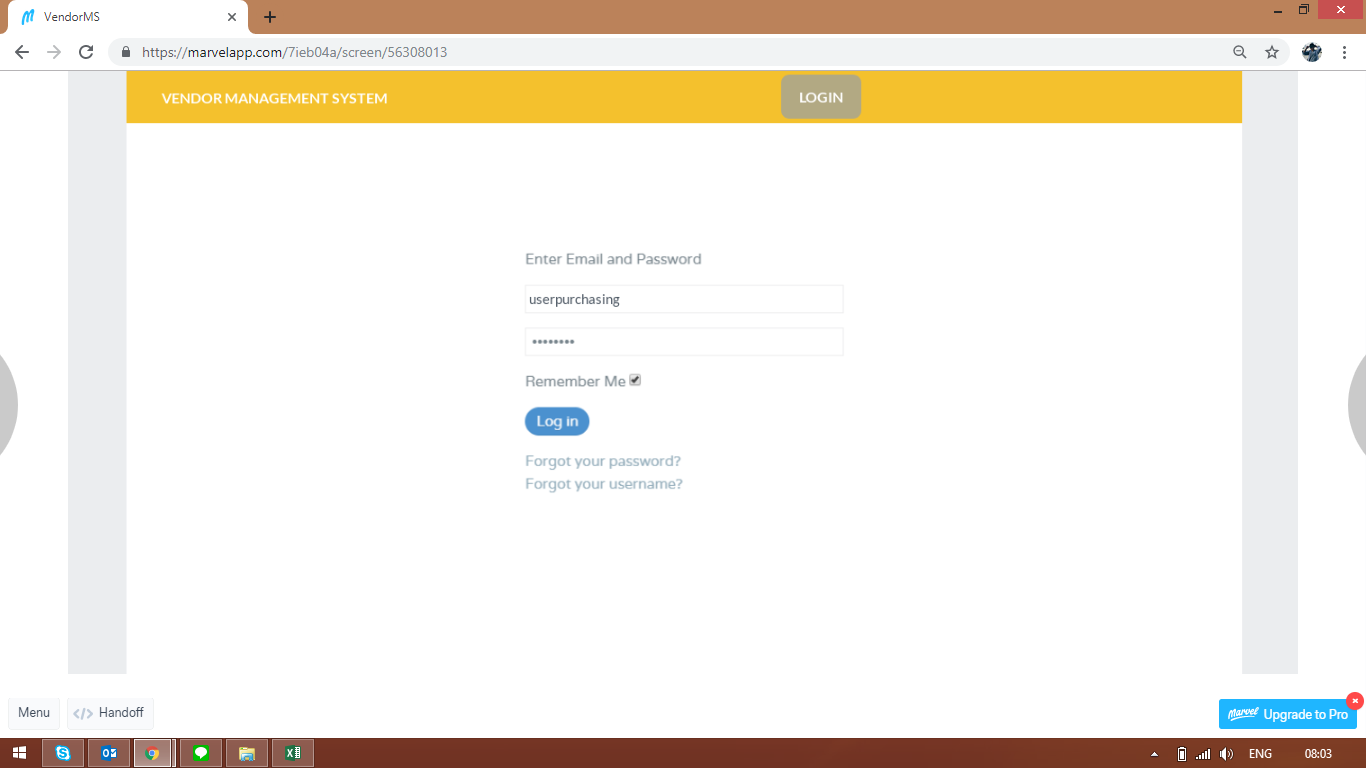 VendorMS
https://marvelapp.com/7ieb04a/screen/56308013
VENDOR MANAGEMENT SYSTEM
LOGIN
Enter Email and Password
userpurchasing
••••••••
Remember Me
Log in
Forgot your password?
Forgot your username?
Menu
</> Handoff
Marvel Upgrade to Pro
ENG
08:03